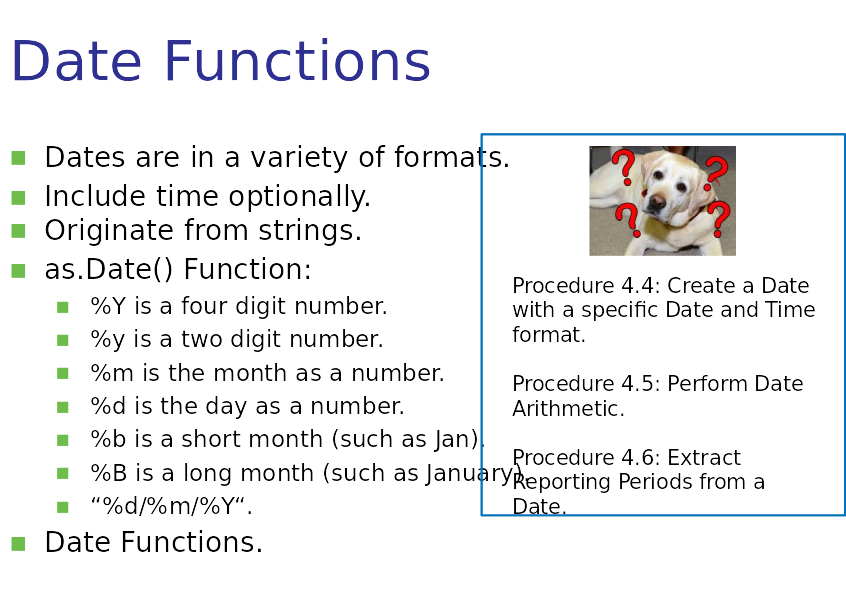 Date Functions
Dates are in a variety of formats.
Include time optionally.
Originate from strings.
as.Date() Function:
%Y is a four digit number.
%y is a two digit number.
%m is the month as a number.
%d is the day as a number.
%b is a short month (such as Jan).
%B is a long month (such as January).
“%d/%m/%Y“.
Date Functions.
? ? ? ?
Procedure 4.4: Create a Date
with a specific Date and Time
format.
Procedure 4.5: Perform Date
Arithmetic.
Procedure 4.6: Extract
Reporting Periods from a
Date.